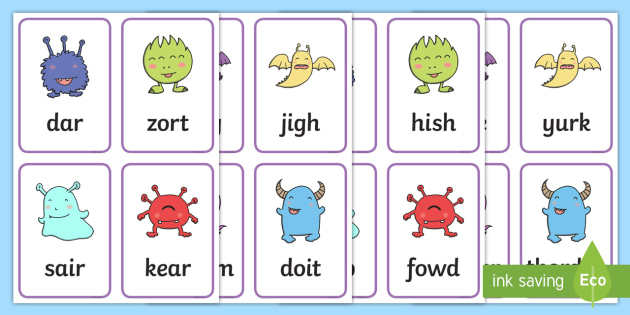 dar
zort
jigh
hish
yurk
sair
kear
doit
fowd
ink saving
Eco